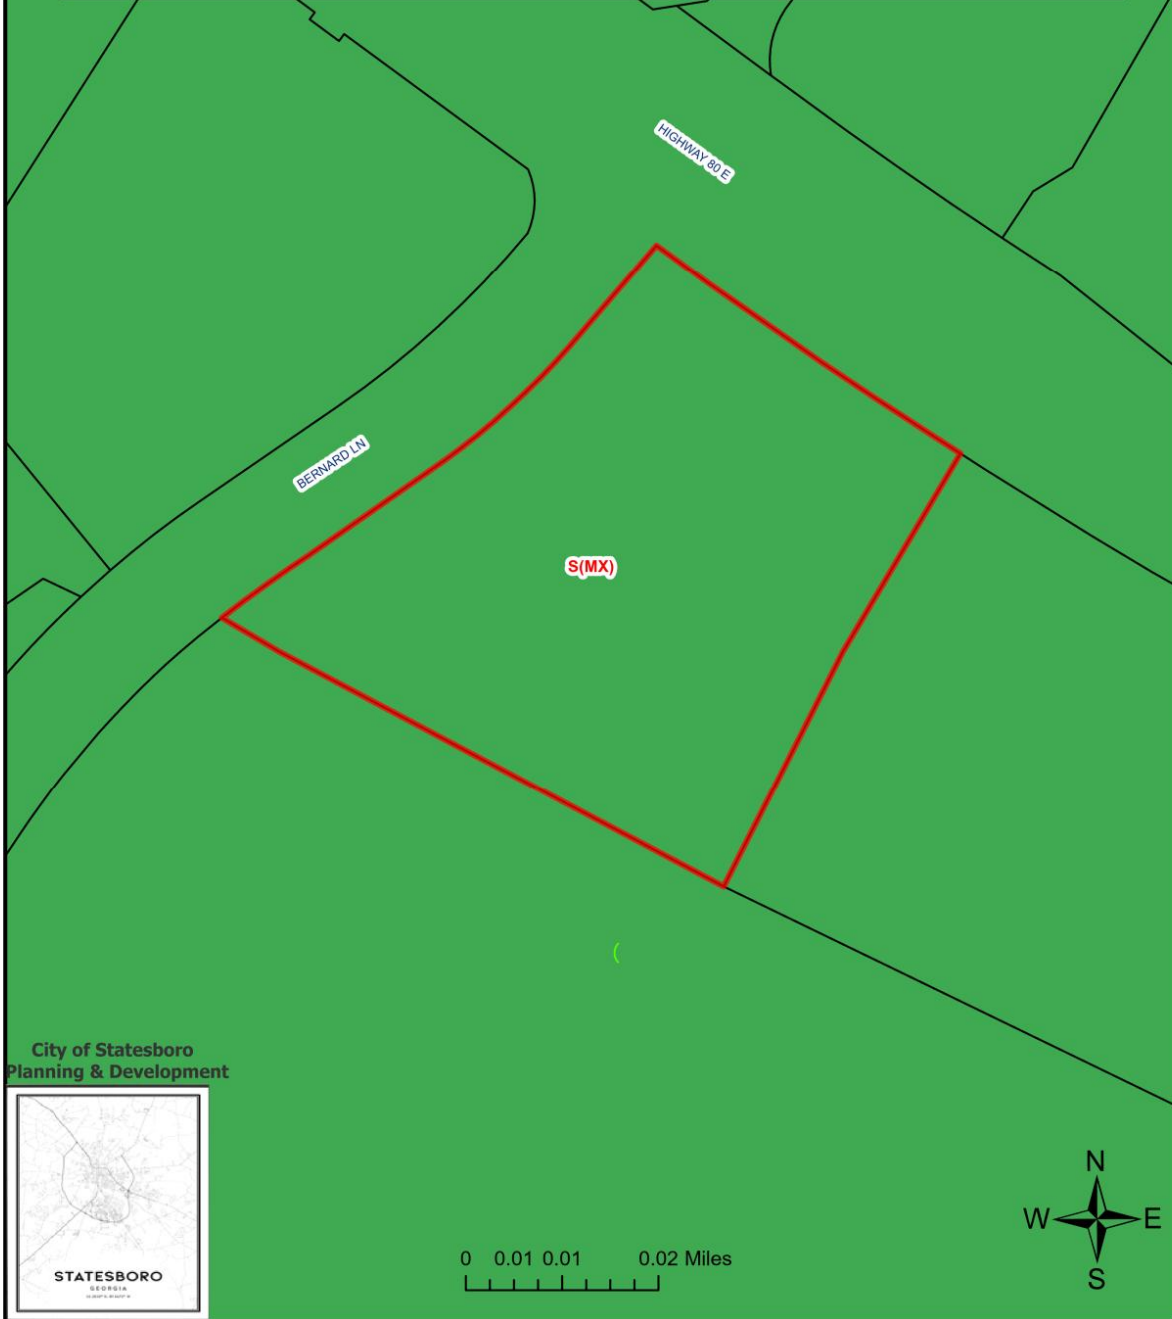 HIGHWAY 80 E
BERNARD LN
S(MX)
(
City of Statesboro
Planning & Development
STATESBORO
GEORGIA
N
W E
S
0 0.01 0.01 0.02 Miles